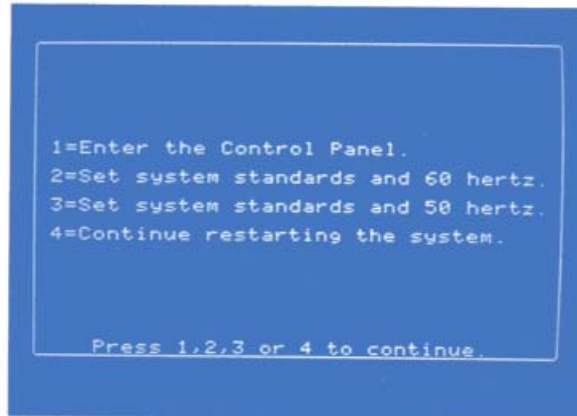 1=Enter the Control Panel.
2=Set system standards and 60 hertz.
3=Set system standards and 50 hertz.
4=Continue restarting the system.
Press 1,2,3 or 4 to continue.